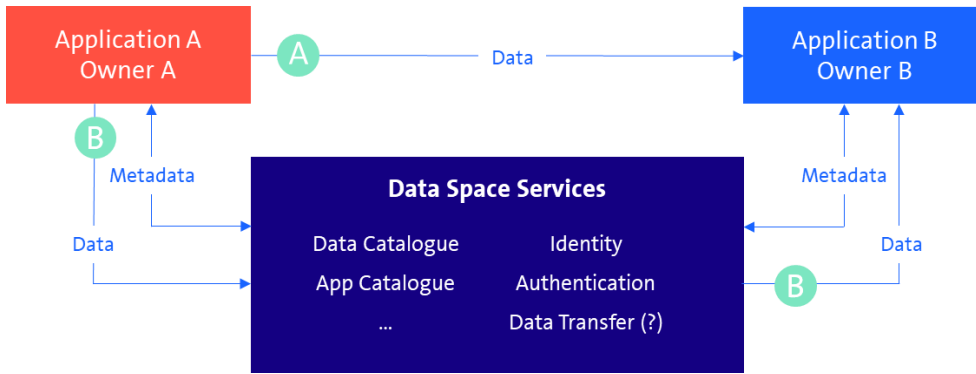 Application A
Owner A
A
Data
Application B
Owner B
B
Metadata
Metadata
Data Space Services
Data Catalogue
Identity
Data
Data
App Catalogue
Authentication
B
...
Data Transfer (?)